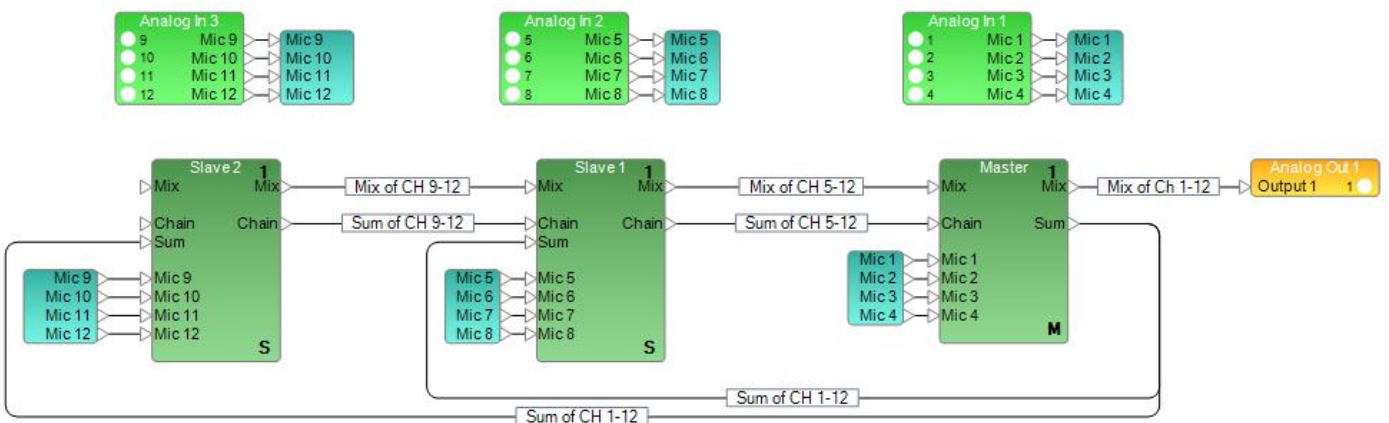 Analog In 3
9 Mic 9 Mic 9
10 Mic 10 Mic 10
11 Mic 11 Mic 11
12 Mic 12 Mic 12
Analog In 2
5 Mic 5 Mic 5
6 Mic 6 Mic 6
7 Mic 7 Mic 7
8 Mic 8 Mic 8
Analog In 1
1 Mic 1 Mic 1
2 Mic 2 Mic 2
3 Mic 3 Mic 3
4 Mic 4 Mic 4
Slave 2 1
Mix Mix
Chain Chain
Sum
Mic 9 Mic 9
Mic 10 Mic 10
Mic 11 Mic 11
Mic 12 Mic 12
S
Mix of CH 9-12
Sum of CH 9-12
Slave 1 1
Mix Mix
Chain Chain
Sum
Mic 5 Mic 5
Mic 6 Mic 6
Mic 7 Mic 7
Mic 8 Mic 8
S
Mix of CH 5-12
Sum of CH 5-12
Master 1
Mix Mix
Chain Sum
Mic 1 Mic 1
Mic 2 Mic 2
Mic 3 Mic 3
Mic 4 Mic 4
M
Mix of Ch 1-12
Analog Out 1
Output 1 1
Sum of CH 1-12
Sum of CH 1-12